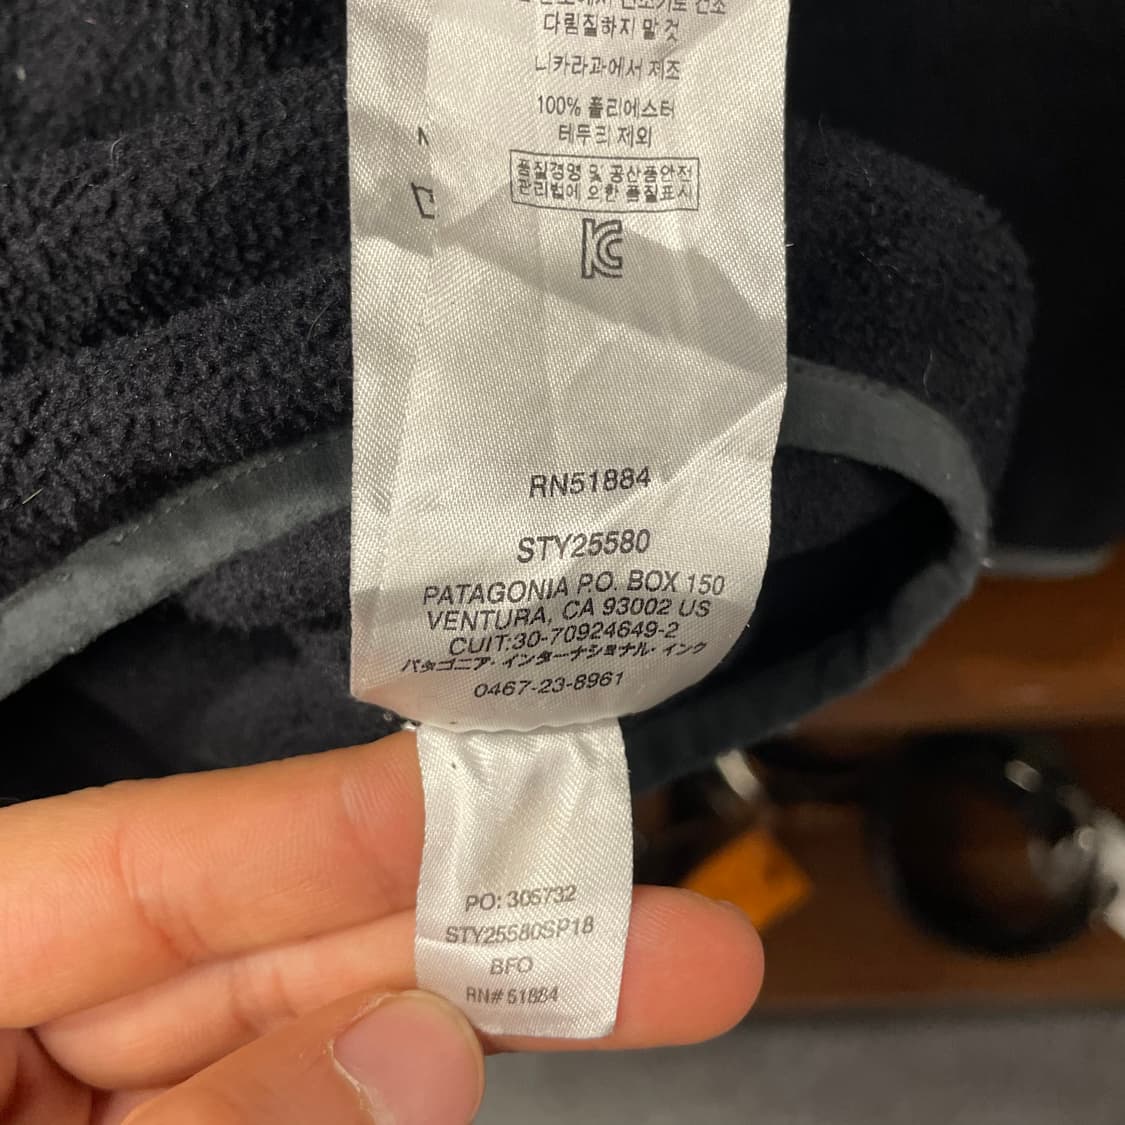 다림질하지 말 것
니카라과에서 제조
100% 폴리에스터
테두리 제외
품질경영 및 공산품안전
관리법에 의한 품질표시
KC
RN51884
STY25580
PATAGONIA P.O. BOX 150
VENTURA, CA 93002 US
CUIT:30-70924649-2
パタゴニア・インターナショナル・インク
0467-23-8961
PO: 305732
STY25580SP18
BFO
RN# 51884